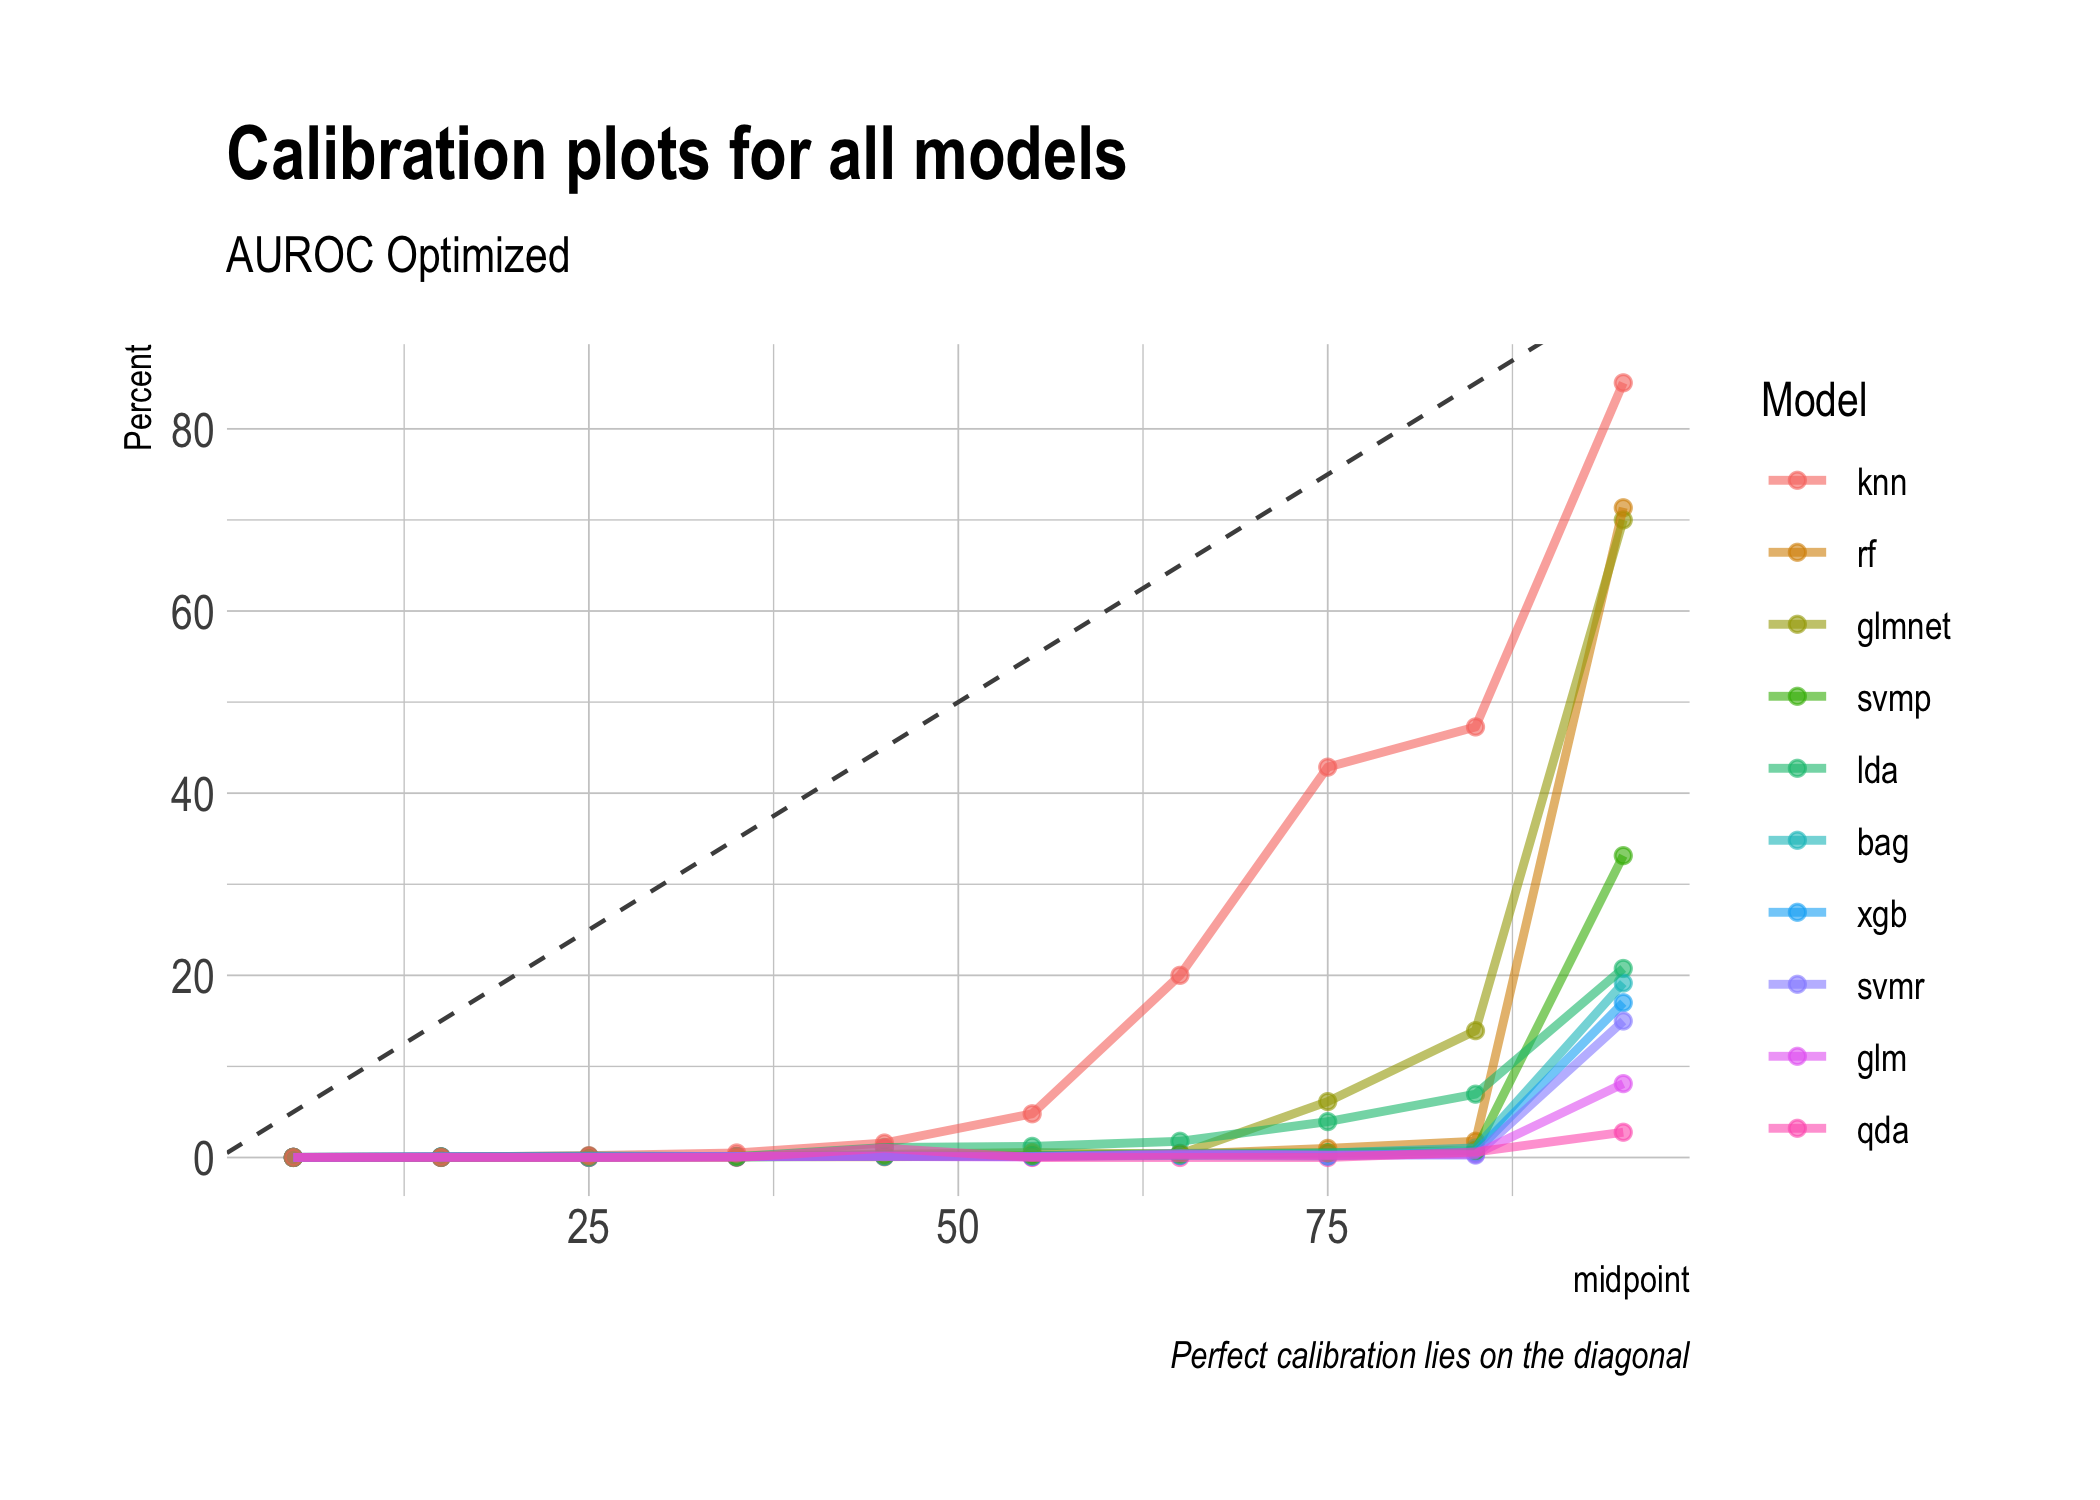 Calibration plots for all models
AUROC Optimized
Percent
80
60
40
20
0
25
50
75
midpoint
Perfect calibration lies on the diagonal
Model
knn
rf
glmnet
svmp
lda
bag
xgb
svmr
glm
qda